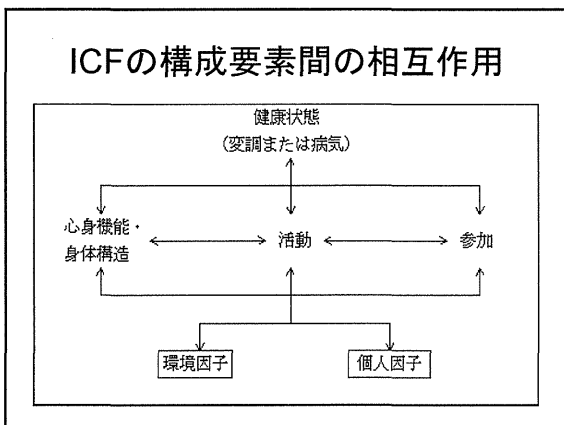 ICFの構成要素間の相互作用
健康状態
(変調または病気)
心身機能・
身体構造
活動
参加
環境因子
個人因子